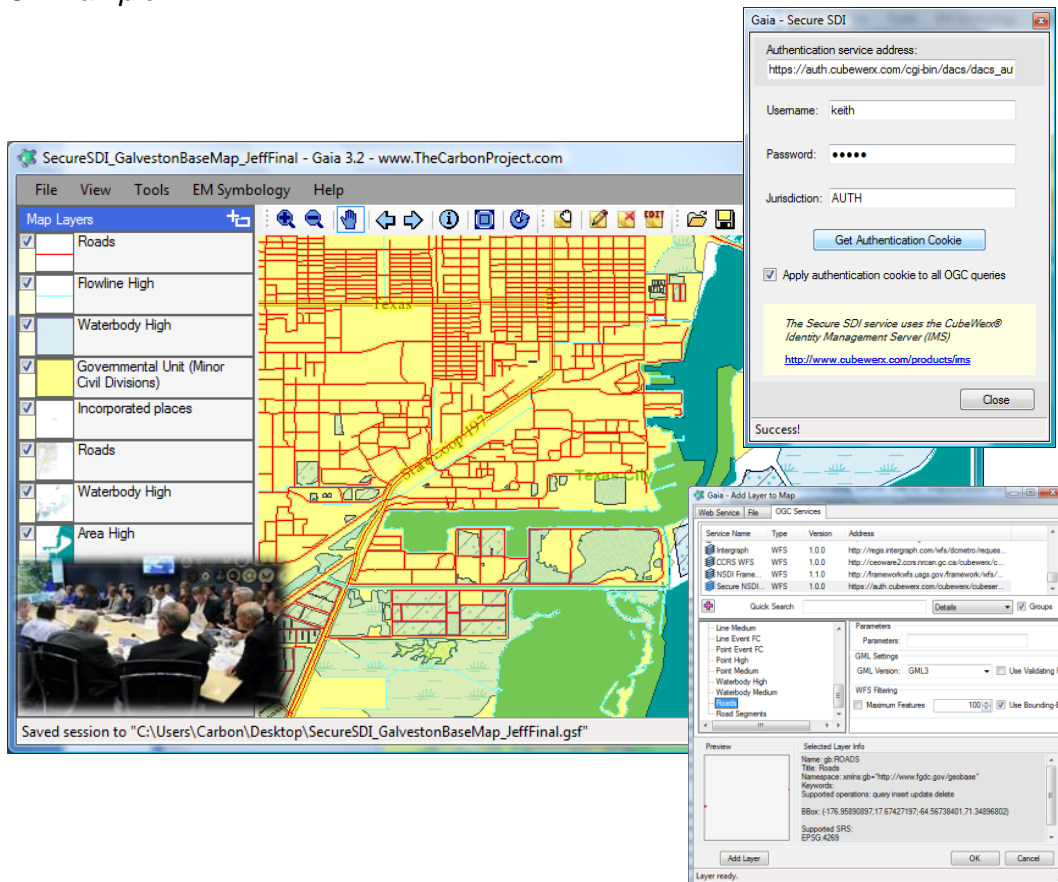 Gaia - Secure SDI
Authentication service address:
https://auth.cubewerx.com/cgi-bin/dacs/dacs_au
Username: keith
Password: •••••
Jurisdiction: AUTH
Get Authentication Cookie
Apply authentication cookie to all OGC queries
The Secure SDI service uses the CubeWerx®
Identity Management Server (IMS)
http://www.cubewerx.com/products/ims
Close
Success!
SecureSDI_GalvestonBaseMap_JeffFinal - Gaia 3.2 - www.TheCarbonProject.com
File View Tools EM Symbology Help
Map Layers
EDIT
Roads
Flowline High
Waterbody High
Governmental Unit (Minor
Civil Divisions)
Incorporated places
Roads
Waterbody High
Area High
Texas
State Loop 197
Texas City
Saved session to "C:\Users\Carbon\Desktop\SecureSDI_GalvestonBaseMap_JeffFinal.gsf"
Gaia - Add Layer to Map
Web Service File OGC Services
Service Name Type Version Address
Intergraph WFS 1.0.0 http://regis.intergraph.com/wfs/dcmetro/reques...
CCRS WFS WFS 1.0.0 http://ceoware2.ccrs.nrcan.gc.ca/cubewerx/c...
NSDI Frame... WFS 1.1.0 http://frameworkwfs.usgs.gov/framework/wfs/...
Secure NSDI... WFS 1.0.0 https://auth.cubewerx.com/cubewerx/cubeser...
Quick Search Details Groups
Line Medium
Line Event FC
Point Event FC
Point High
Point Medium
Waterbody High
Waterbody Medium
Roads
Road Segments
Parameters
Parameters:
GML Settings
GML Version: GML3 Use Validating
WFS Filtering
Maximum Features 100 Use Bounding-B
Preview
Selected Layer Info
Name: gb:ROADS
Title: Roads
Namespace: xmlns:gb="http://www.fgdc.gov/geobase"
Keywords:
Supported operations: query insert update delete
BBox: (-176.95890897,17.67427197;-64.56738401,71.34896802)
Supported SRS:
EPSG:4269
Add Layer OK Cancel
Layer ready.